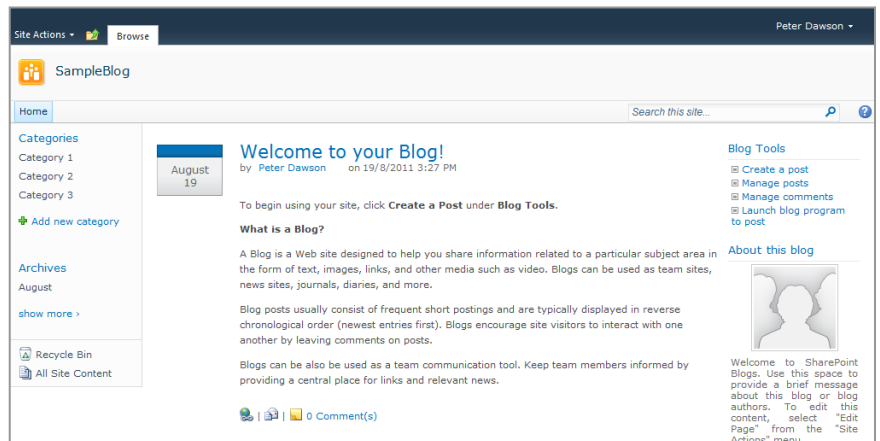 Peter Dawson
Site Actions
Browse
SampleBlog
Home
Search this site...
Categories
Category 1
Category 2
Category 3
Add new category
Archives
August
show more ›
Recycle Bin
All Site Content
August
19
Welcome to your Blog!
by Peter Dawson on 19/8/2011 3:27 PM
To begin using your site, click Create a Post under Blog Tools.
What is a Blog?
A Blog is a Web site designed to help you share information related to a particular subject area in
the form of text, images, links, and other media such as video. Blogs can be used as team sites,
news sites, journals, diaries, and more.
Blog posts usually consist of frequent short postings and are typically displayed in reverse
chronological order (newest entries first). Blogs encourage site visitors to interact with one
another by leaving comments on posts.
Blogs can be also be used as a team communication tool. Keep team members informed by
providing a central place for links and relevant news.
| | 0 Comment(s)
Blog Tools
Create a post
Manage posts
Manage comments
Launch blog program
to post
About this blog
Welcome to SharePoint
Blogs. Use this space to
provide a brief message
about this blog or blog
authors. To edit this
content, select "Edit
Page" from the "Site
Actions" menu